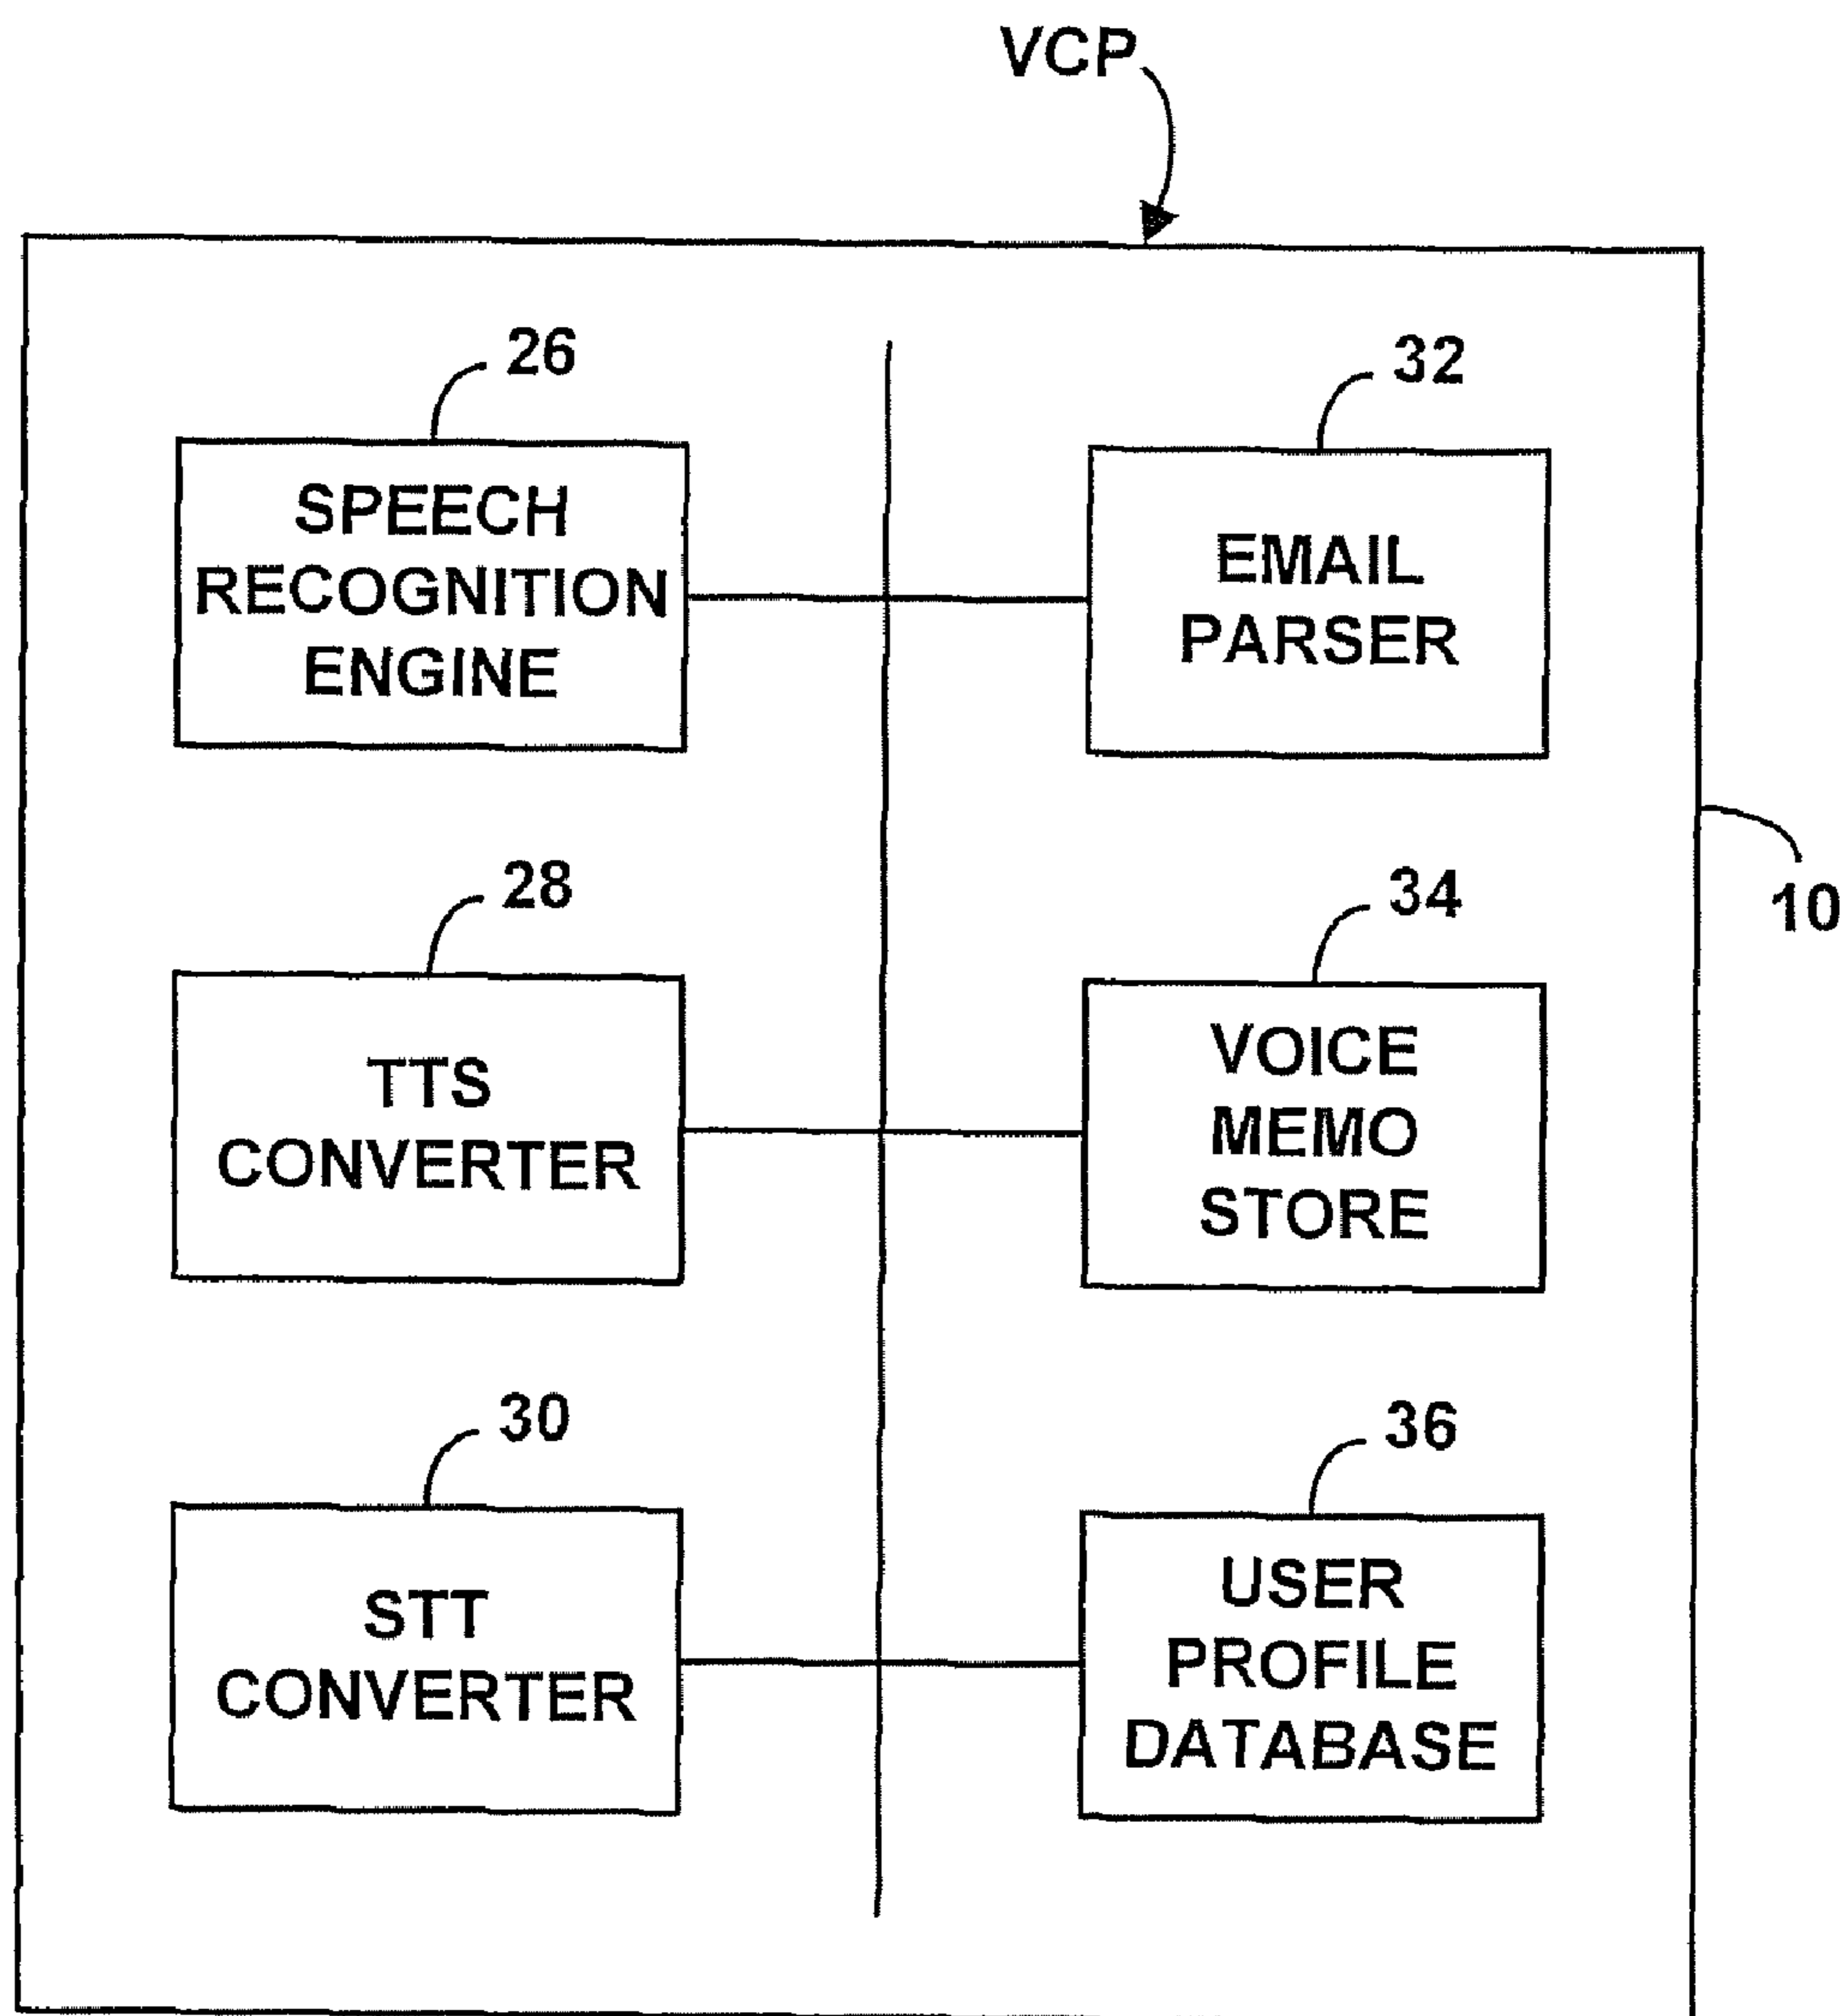 VCP
26
SPEECH
RECOGNITION
ENGINE
32
EMAIL
PARSER
10
28
TTS
CONVERTER
34
VOICE
MEMO
STORE
30
STT
CONVERTER
36
USER
PROFILE
DATABASE